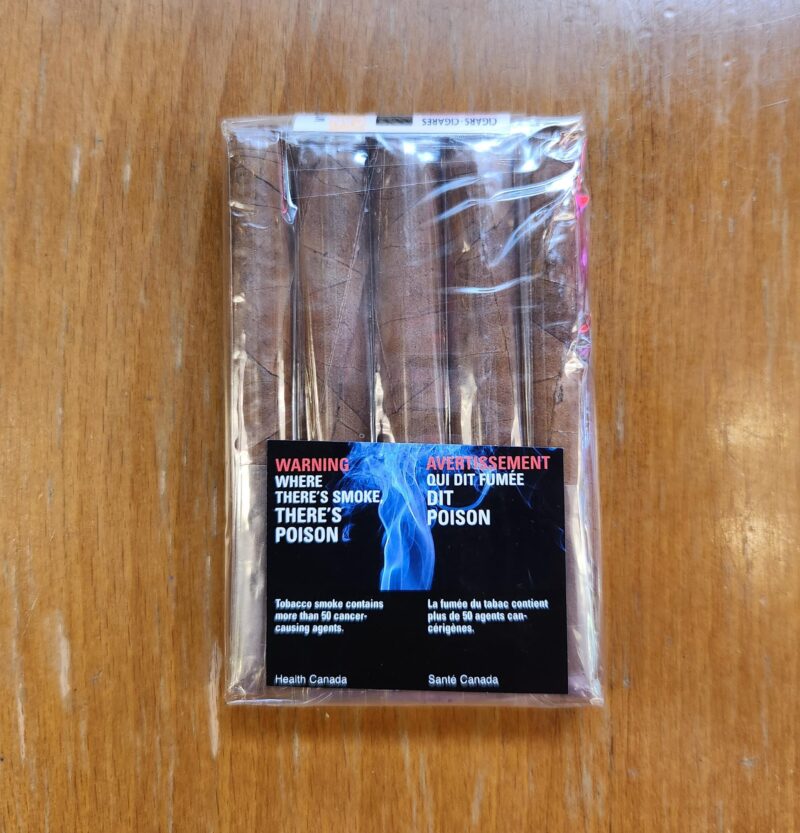 CIGARS · CIGARES
WARNING
WHERE
THERE'S SMOKE,
THERE'S
POISON
Tobacco smoke contains
more than 50 cancer-
causing agents.
Health Canada
AVERTISSEMENT
QUI DIT FUMÉE
DIT
POISON
La fumée du tabac contient
plus de 50 agents can-
cérigènes.
Santé Canada